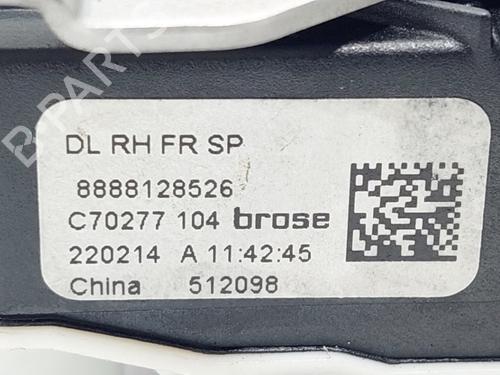 B-PARTS
DL RH FR SP
8888128526
C70277 104 brose
220214 A 11:42:45
China 512098